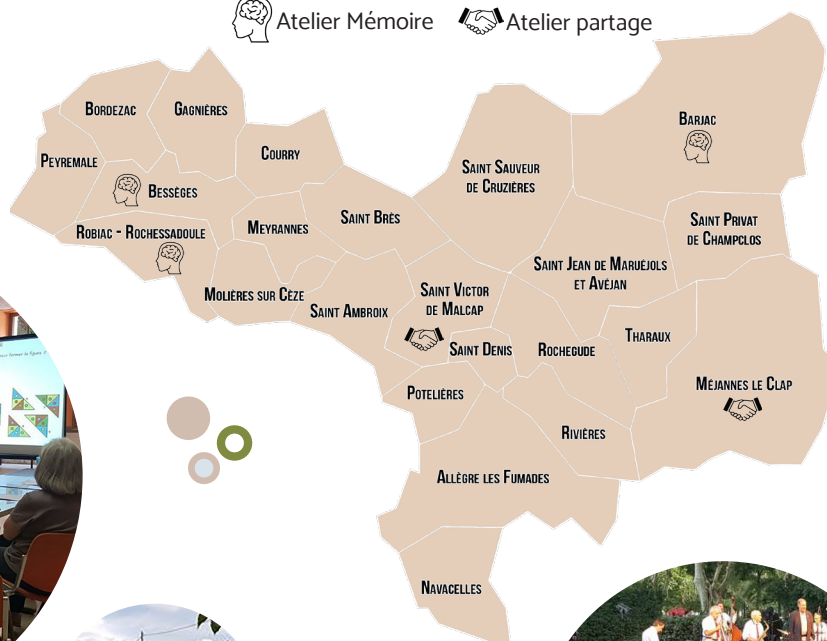 Atelier Mémoire
Atelier partage
Bordezac
Gagnières
Barjac
Peyremale
Courry
Saint Sauveur
de Cruzières
Bessèges
Saint Brès
Saint Privat
de Champclos
Robiac - Rochessadoule
Meyrannes
Saint Jean de Maruéjols
et Avéjan
Molières sur Cèze
Saint Ambroix
Saint Victor
de Malcap
Saint Denis
Rochegude
Tharaux
Méjannes le Clap
Potelières
Rivières
Allègre les Fumades
Navacelles